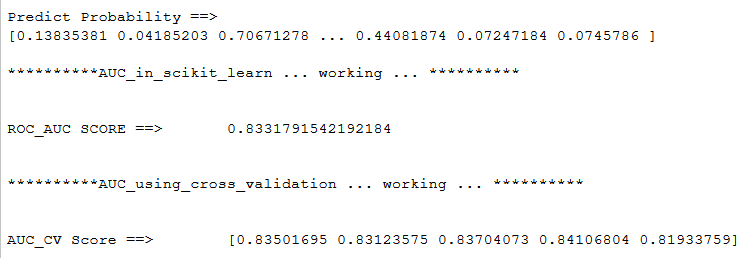 Predict Probability ==>
[0.13835381 0.04185203 0.70671278 ... 0.44081874 0.07247184 0.0745786 ]
**********AUC_in_scikit_learn ... working ... **********
ROC_AUC SCORE ==> 0.8331791542192184
**********AUC_using_cross_validation ... working ... **********
AUC_CV Score ==> [0.83501695 0.83123575 0.83704073 0.84106804 0.81933759]